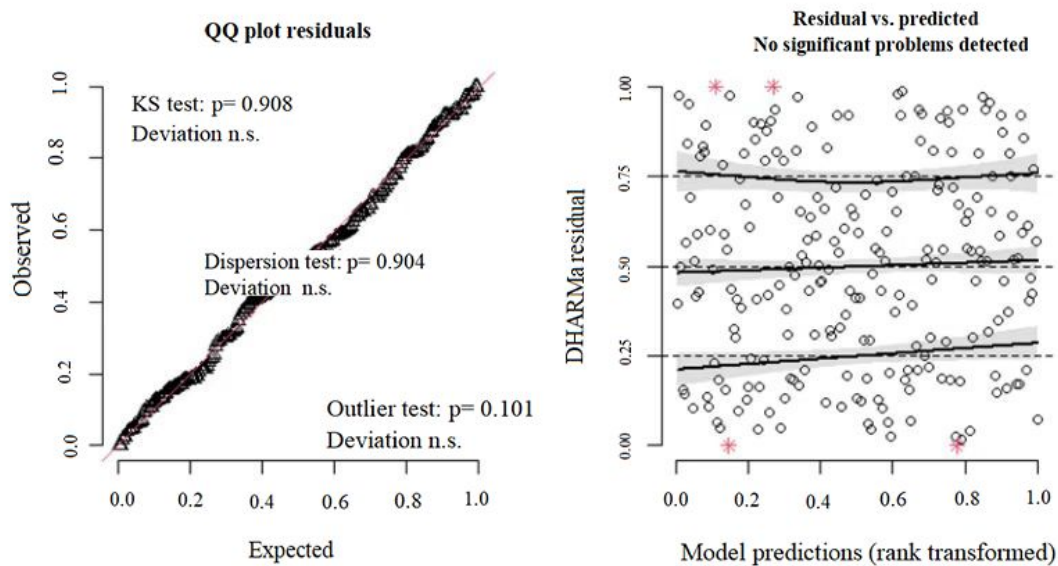 QQ plot residuals
KS test: p= 0.908
Deviation n.s.
Dispersion test: p= 0.904
Deviation n.s.
Outlier test: p= 0.101
Deviation n.s.
Observed
0.0 0.2 0.4 0.6 0.8 1.0
0.0 0.2 0.4 0.6 0.8 1.0
Expected
Residual vs. predicted
No significant problems detected
DHARMa residual
0.00 0.25 0.50 0.75 1.00
0.0 0.2 0.4 0.6 0.8 1.0
Model predictions (rank transformed)